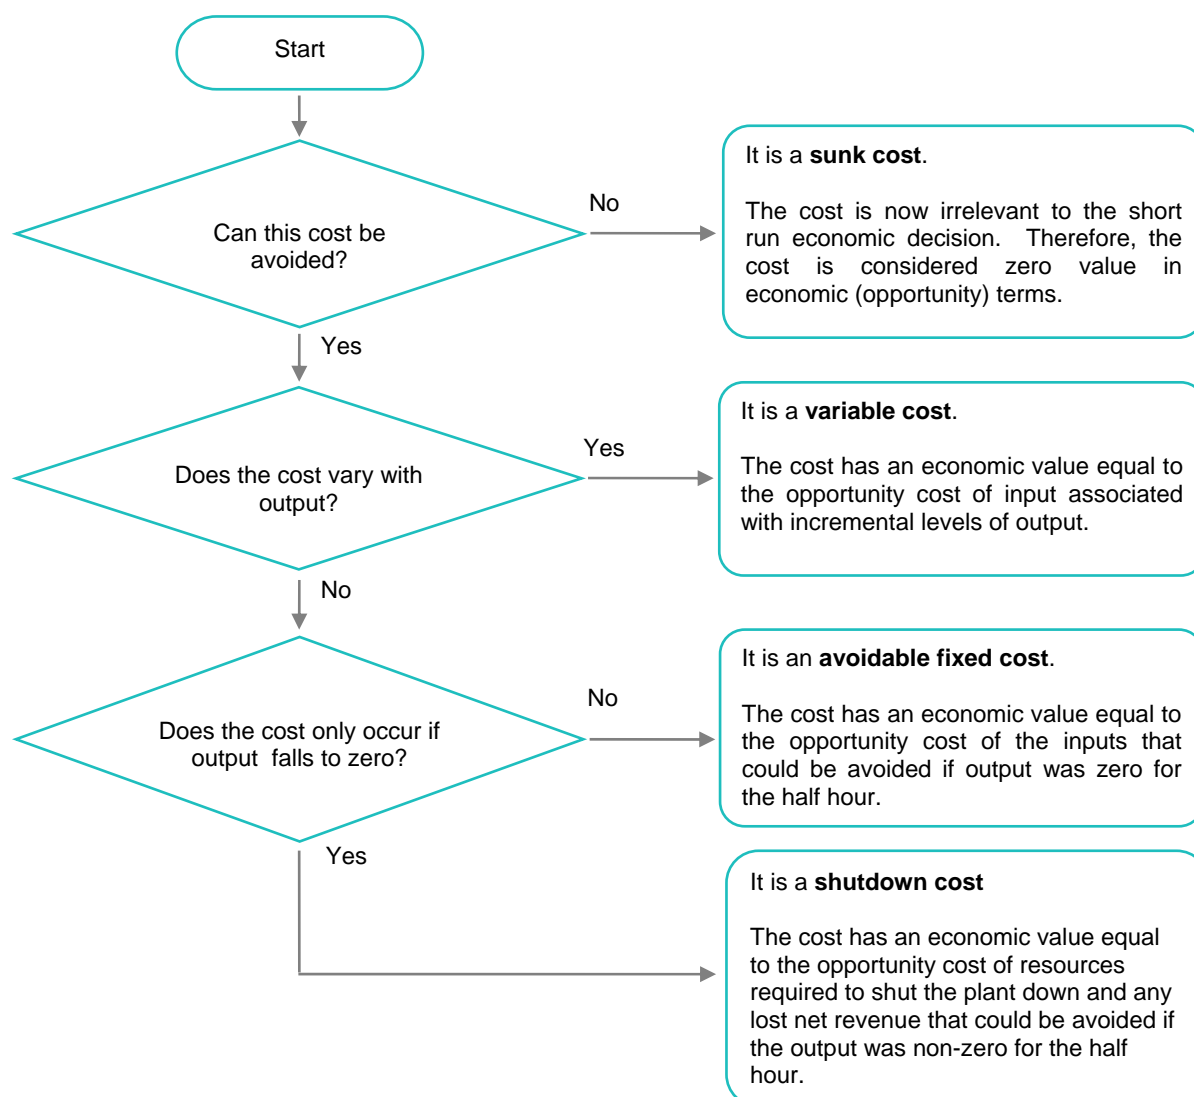 Start
Can this cost be
avoided?
No
It is a sunk cost.
The cost is now irrelevant to the short
run economic decision. Therefore, the
cost is considered zero value in
economic (opportunity) terms.
Yes
Does the cost vary with
output?
Yes
It is a variable cost.
The cost has an economic value equal to
the opportunity cost of input associated
with incremental levels of output.
No
Does the cost only occur if
output falls to zero?
No
It is an avoidable fixed cost.
The cost has an economic value equal to
the opportunity cost of the inputs that
could be avoided if output was zero for
the half hour.
Yes
It is a shutdown cost
The cost has an economic value equal
to the opportunity cost of resources
required to shut the plant down and any
lost net revenue that could be avoided if
the output was non-zero for the half
hour.